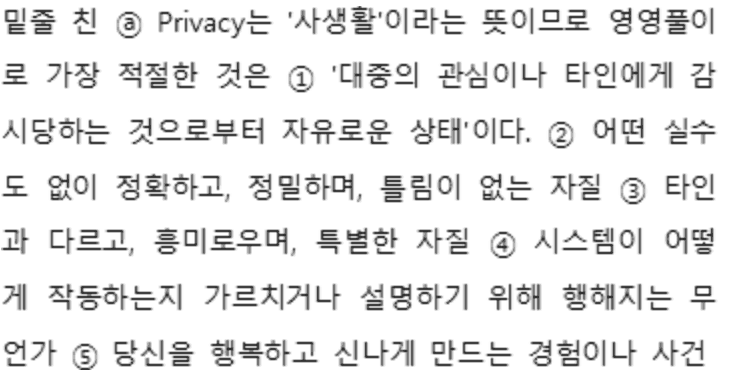 밑줄 친 ⓐ Privacy는 '사생활'이라는 뜻이므로 영영풀이
로 가장 적절한 것은 ① '대중의 관심이나 타인에게 감
시당하는 것으로부터 자유로운 상태'이다. ② 어떤 실수
도 없이 정확하고, 정밀하며, 틀림이 없는 자질 ③ 타인
과 다르고, 흥미로우며, 특별한 자질 ④ 시스템이 어떻
게 작동하는지 가르치거나 설명하기 위해 행해지는 무
언가 ⑤ 당신을 행복하고 신나게 만드는 경험이나 사건